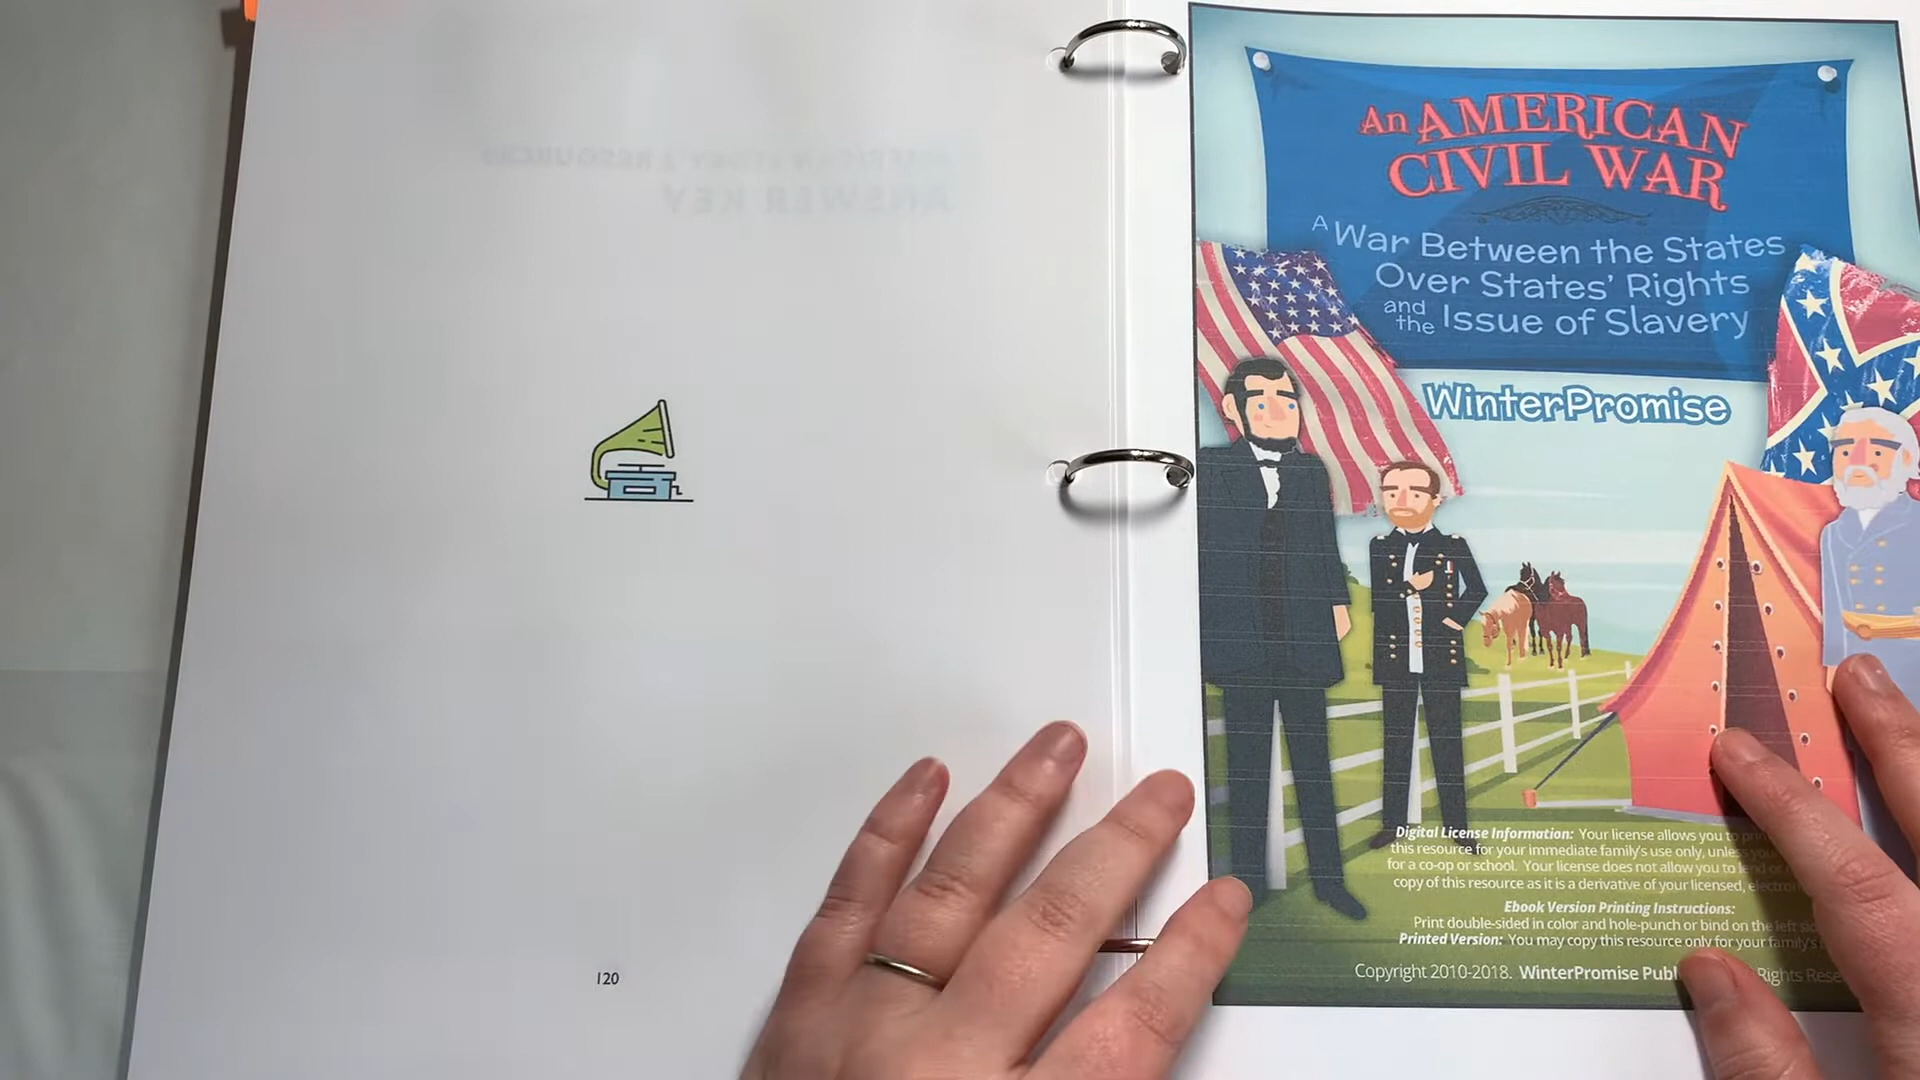 120
An AMERICAN
CIVIL WAR
A War Between the States
Over States' Rights
and the Issue of Slavery
WinterPromise
Digital License Information: Your license allows you to print
this resource for your immediate family's use only, unless
for a co-op or school. Your license does not allow you to lend or
copy of this resource as it is a derivative of your licensed,
Ebook Version Printing Instructions:
Print double-sided in color and hole-punch or bind on the left
Printed Version: You may copy this resource only for your family's
Copyright 2010-2018. WinterPromise Rights